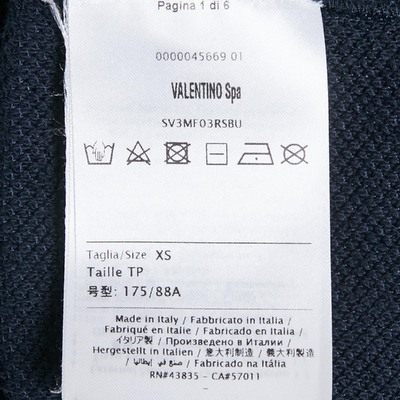 Pagina 1 di 6
0000045669 01
VALENTINO Spa
SV3MF03RSBU
Taglia/Size XS
Taille TP
号型: 175/88A
Made in Italy / Fabbricato in Italia /
Fabriqué en Italie / Fabricado en Italia /
イタリア製 / Произведено в Италии /
Hergestellt in Italien / 意大利制造 / 義大利製造
/ صنع في إيطاليا / Fabricado na Itália
RN#43835 - CA#57011